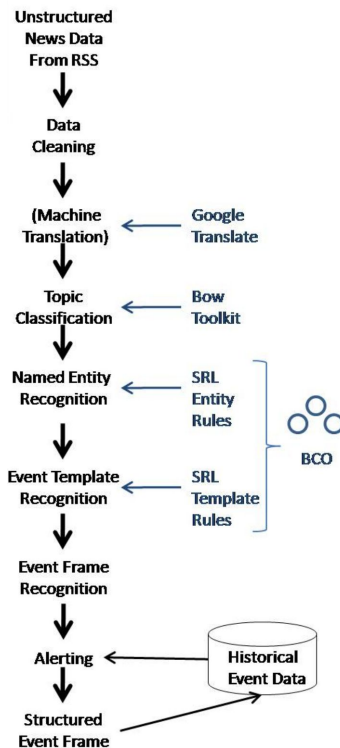 Unstructured
News Data
From RSS
Data
Cleaning
(Machine
Translation)
Google
Translate
Topic
Classification
Bow
Toolkit
Named Entity
Recognition
SRL
Entity
Rules
BCO
Event Template
Recognition
SRL
Template
Rules
Event Frame
Recognition
Alerting
Historical
Event Data
Structured
Event Frame